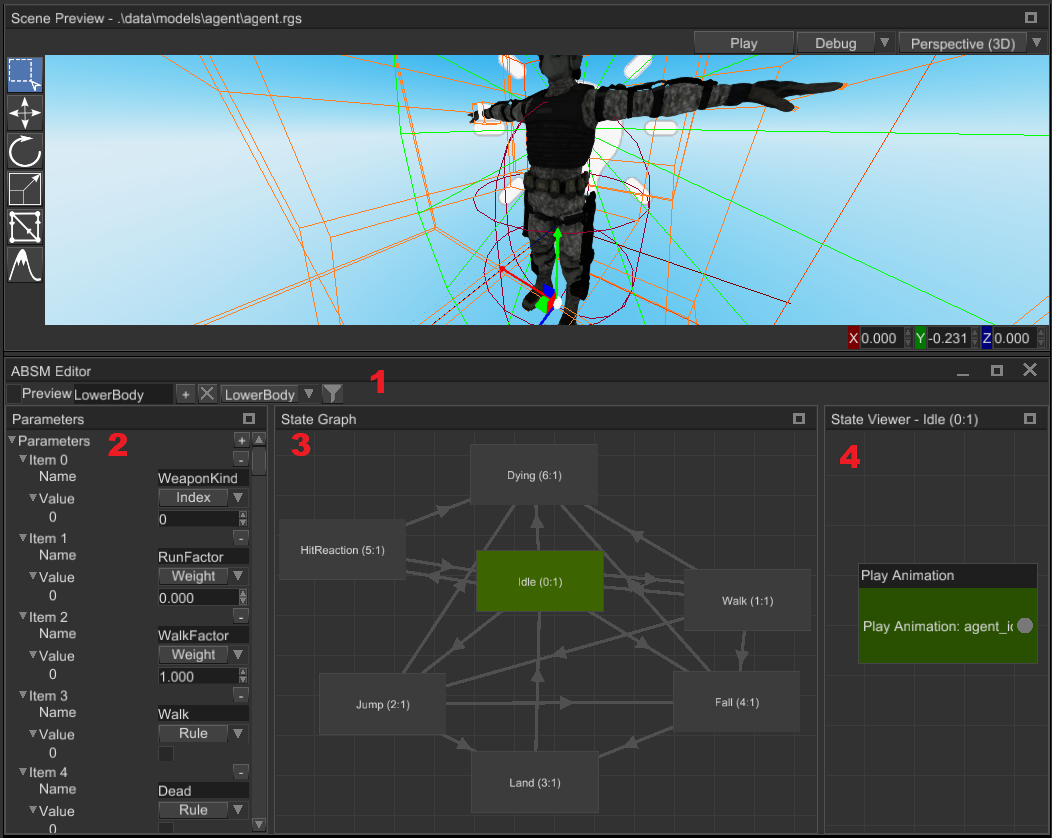 Scene Preview - .\data\models\agent\agent.rgs
Play Debug Perspective (3D)
X 0.000 Y -0.231 Z 0.000
ABSM Editor
Preview LowerBody + LowerBody
1
Parameters
Parameters +
2
Item 0 -
Name WeaponKind
Value Index
0 0
Item 1 -
Name RunFactor
Value Weight
0 0.000
Item 2 -
Name WalkFactor
Value Weight
0 1.000
Item 3 -
Name Walk
Value Rule
0
Item 4 -
Name Dead
Value Rule
0
State Graph
3
Dying (6:1)
HitReaction (5:1)
Idle (0:1)
Walk (1:1)
Jump (2:1)
Fall (4:1)
Land (3:1)
State Viewer - Idle (0:1)
4
Play Animation
Play Animation: agent_ic